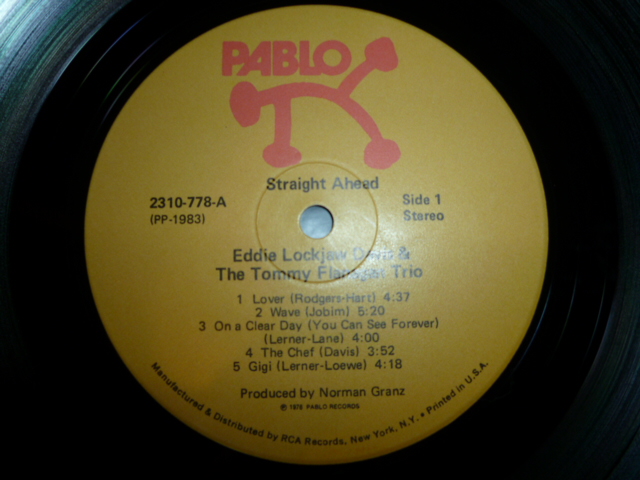 PABLO
Straight Ahead
2310-778-A
(PP-1983)
Side 1
Stereo
Eddie Lockjaw Davis &
The Tommy Flanagan Trio
1 Lover (Rodgers-Hart) 4:37
2 Wave (Jobim) 5:20
3 On a Clear Day (You Can See Forever)
(Lerner-Lane) 4:00
4 The Chef (Davis) 3:52
5 Gigi (Lerner-Loewe) 4:18
Produced by Norman Granz
℗ 1976 PABLO RECORDS
Manufactured & Distributed by RCA Records, New York, N.Y. • Printed in U.S.A.